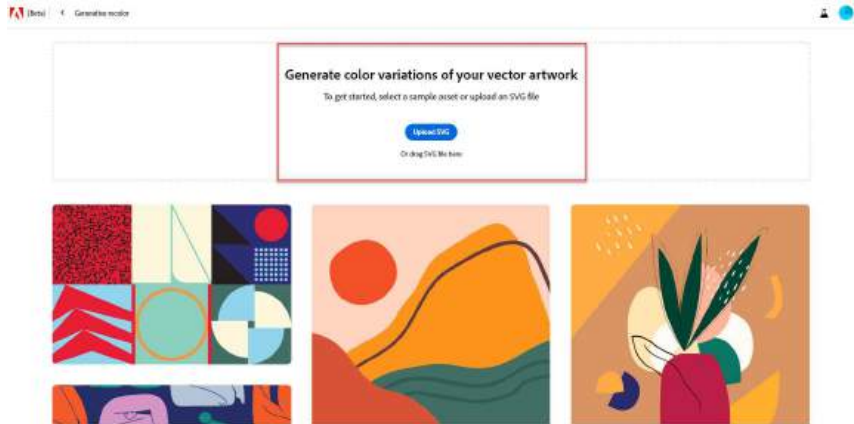 (Beta) Generative recolor
Generate color variations of your vector artwork
To get started, select a sample asset or upload an SVG file
Upload SVG
Or drag SVG file here